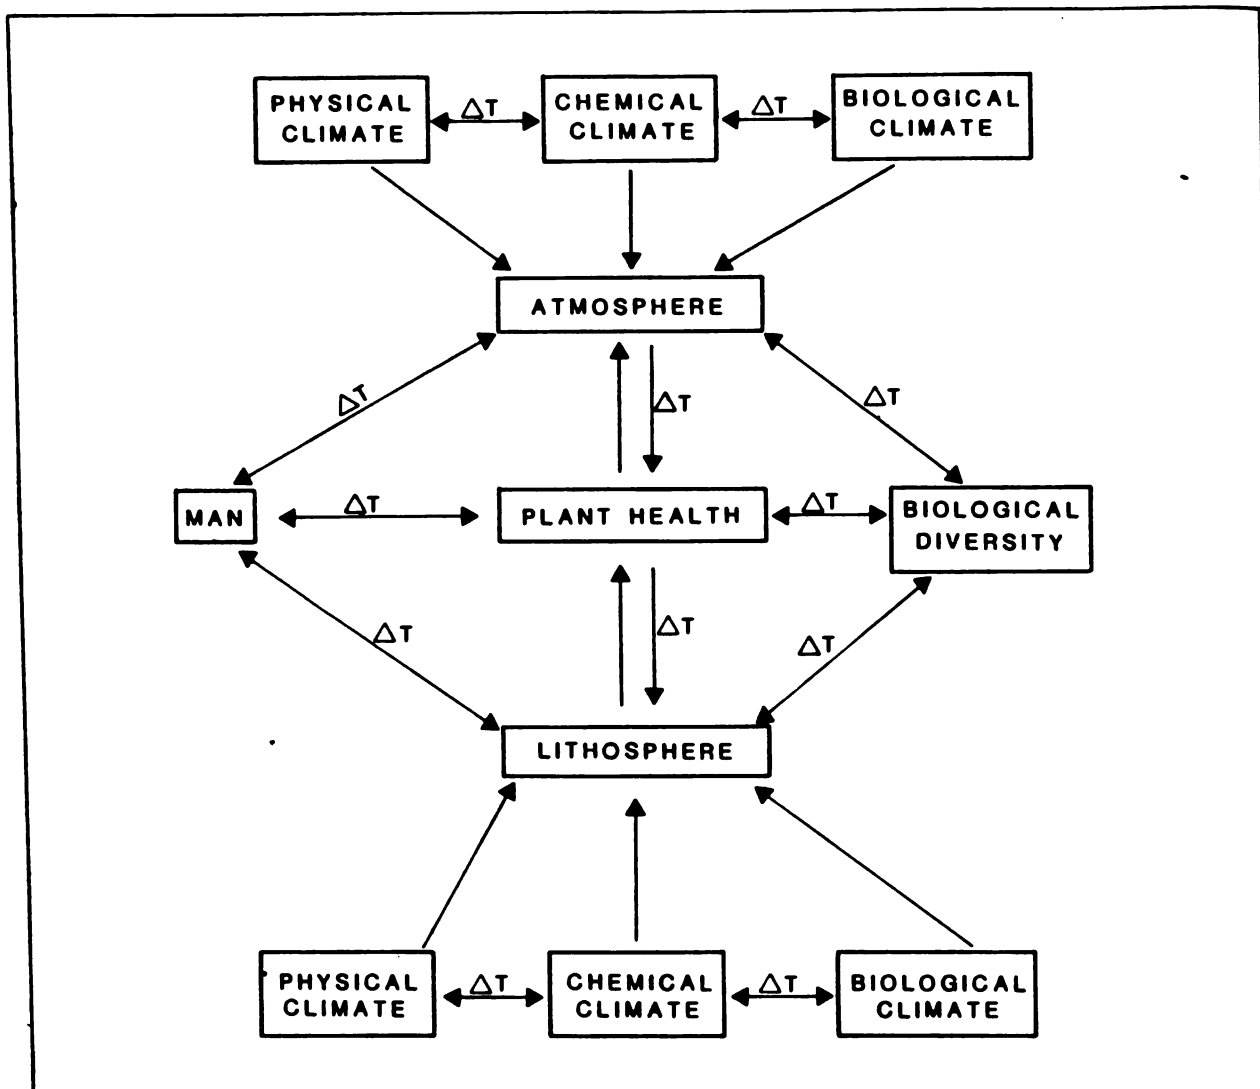 PHYSICAL
CLIMATE
ΔT
CHEMICAL
CLIMATE
ΔT
BIOLOGICAL
CLIMATE
ATMOSPHERE
ΔT
ΔT
ΔT
MAN
ΔT
PLANT HEALTH
ΔT
BIOLOGICAL
DIVERSITY
ΔT
ΔT
ΔT
LITHOSPHERE
PHYSICAL
CLIMATE
ΔT
CHEMICAL
CLIMATE
ΔT
BIOLOGICAL
CLIMATE